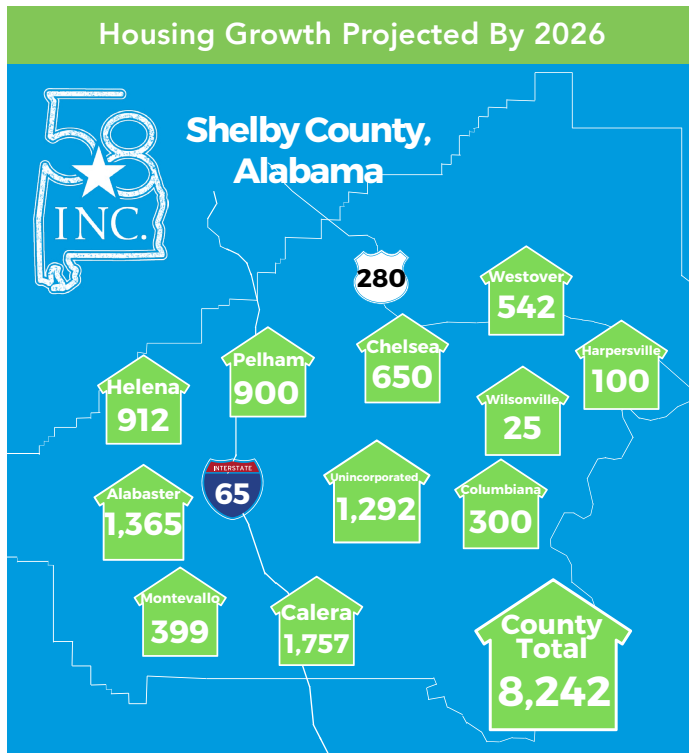 Housing Growth Projected By 2026
58
INC.
Shelby County,
Alabama
280
Westover
542
Harpersville
100
Chelsea
650
Pelham
900
Helena
912
Wilsonville
25
INTERSTATE
65
Unincorporated
1,292
Columbiana
300
Alabaster
1,365
Montevallo
399
Calera
1,757
County
Total
8,242